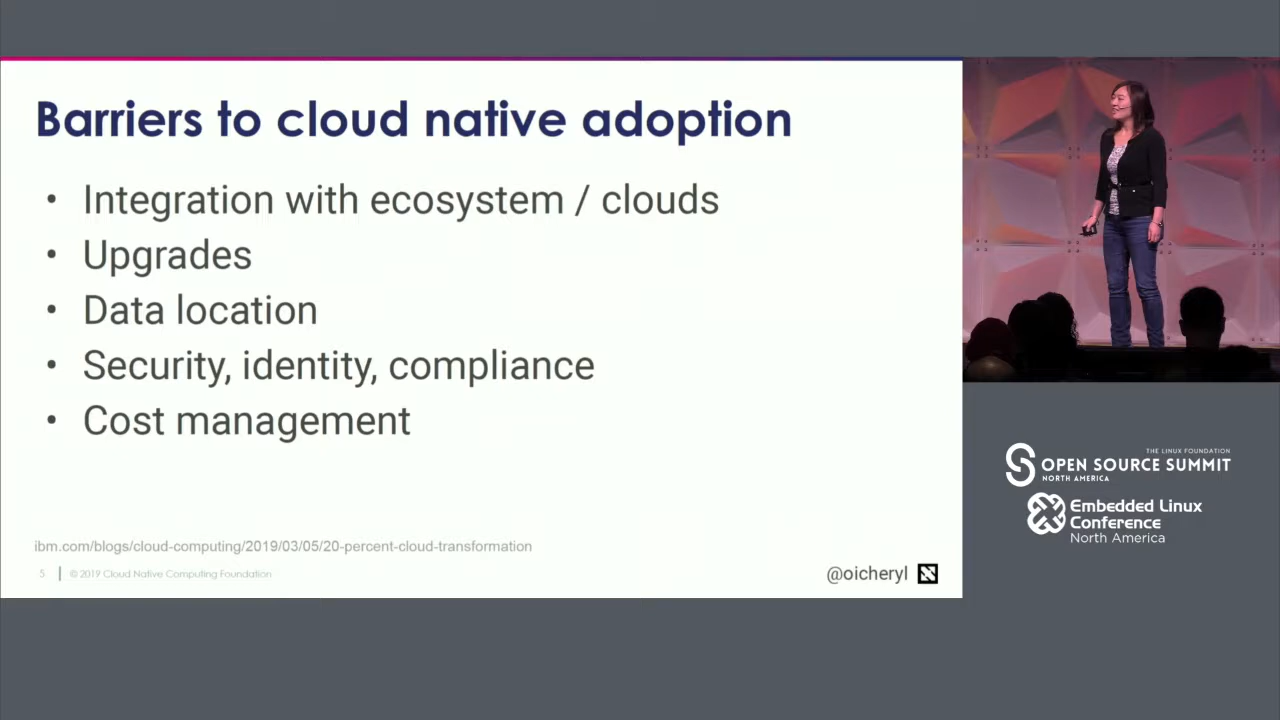 Barriers to cloud native adoption
• Integration with ecosystem / clouds
• Upgrades
• Data location
• Security, identity, compliance
• Cost management
ibm.com/blogs/cloud-computing/2019/03/05/20-percent-cloud-transformation
5 | © 2019 Cloud Native Computing Foundation
@oicheryl
THE LINUX FOUNDATION
OPEN SOURCE SUMMIT
NORTH AMERICA
Embedded Linux
Conference
North America